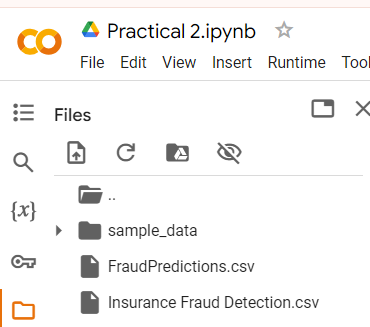 CO
Practical 2.ipynb
File Edit View Insert Runtime Tool
Files
..
{x}
sample_data
FraudPredictions.csv
Insurance Fraud Detection.csv